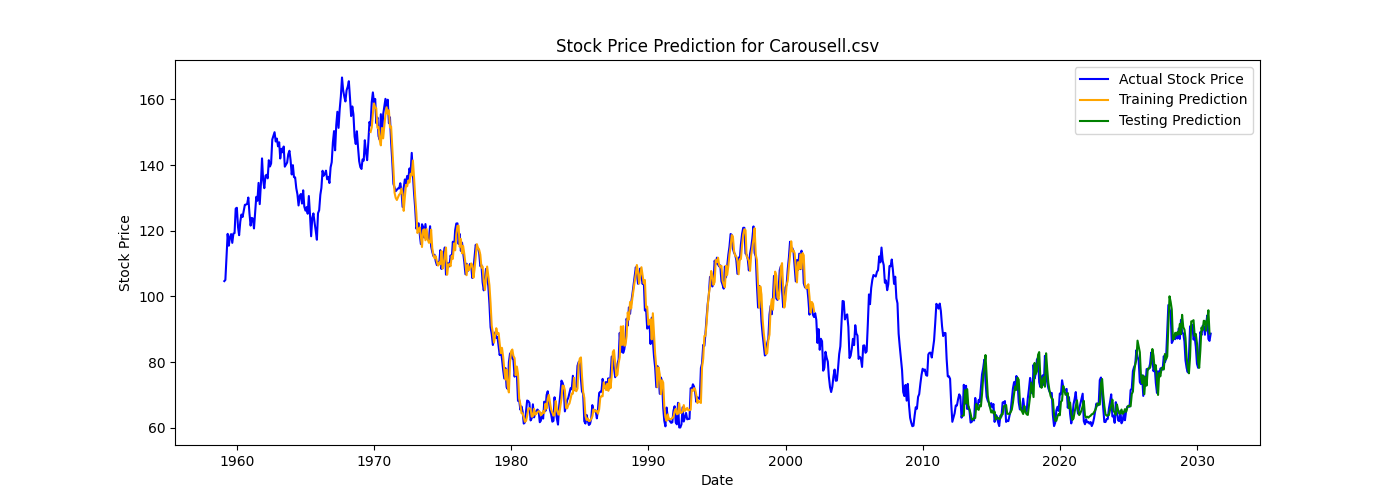 Stock Price Prediction for Carousell.csv
Actual Stock Price
Training Prediction
Testing Prediction
Stock Price
160
140
120
100
80
60
1960
1970
1980
1990
2000
2010
2020
2030
Date